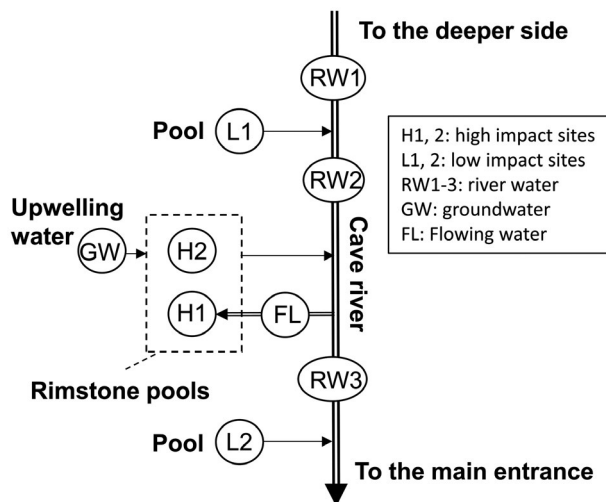 To the deeper side
RW1
Pool
L1
H1, 2: high impact sites
L1, 2: low impact sites
RW1-3: river water
GW: groundwater
FL: Flowing water
RW2
Upwelling
water
GW
H2
Cave river
H1
FL
RW3
Rimstone pools
Pool
L2
To the main entrance